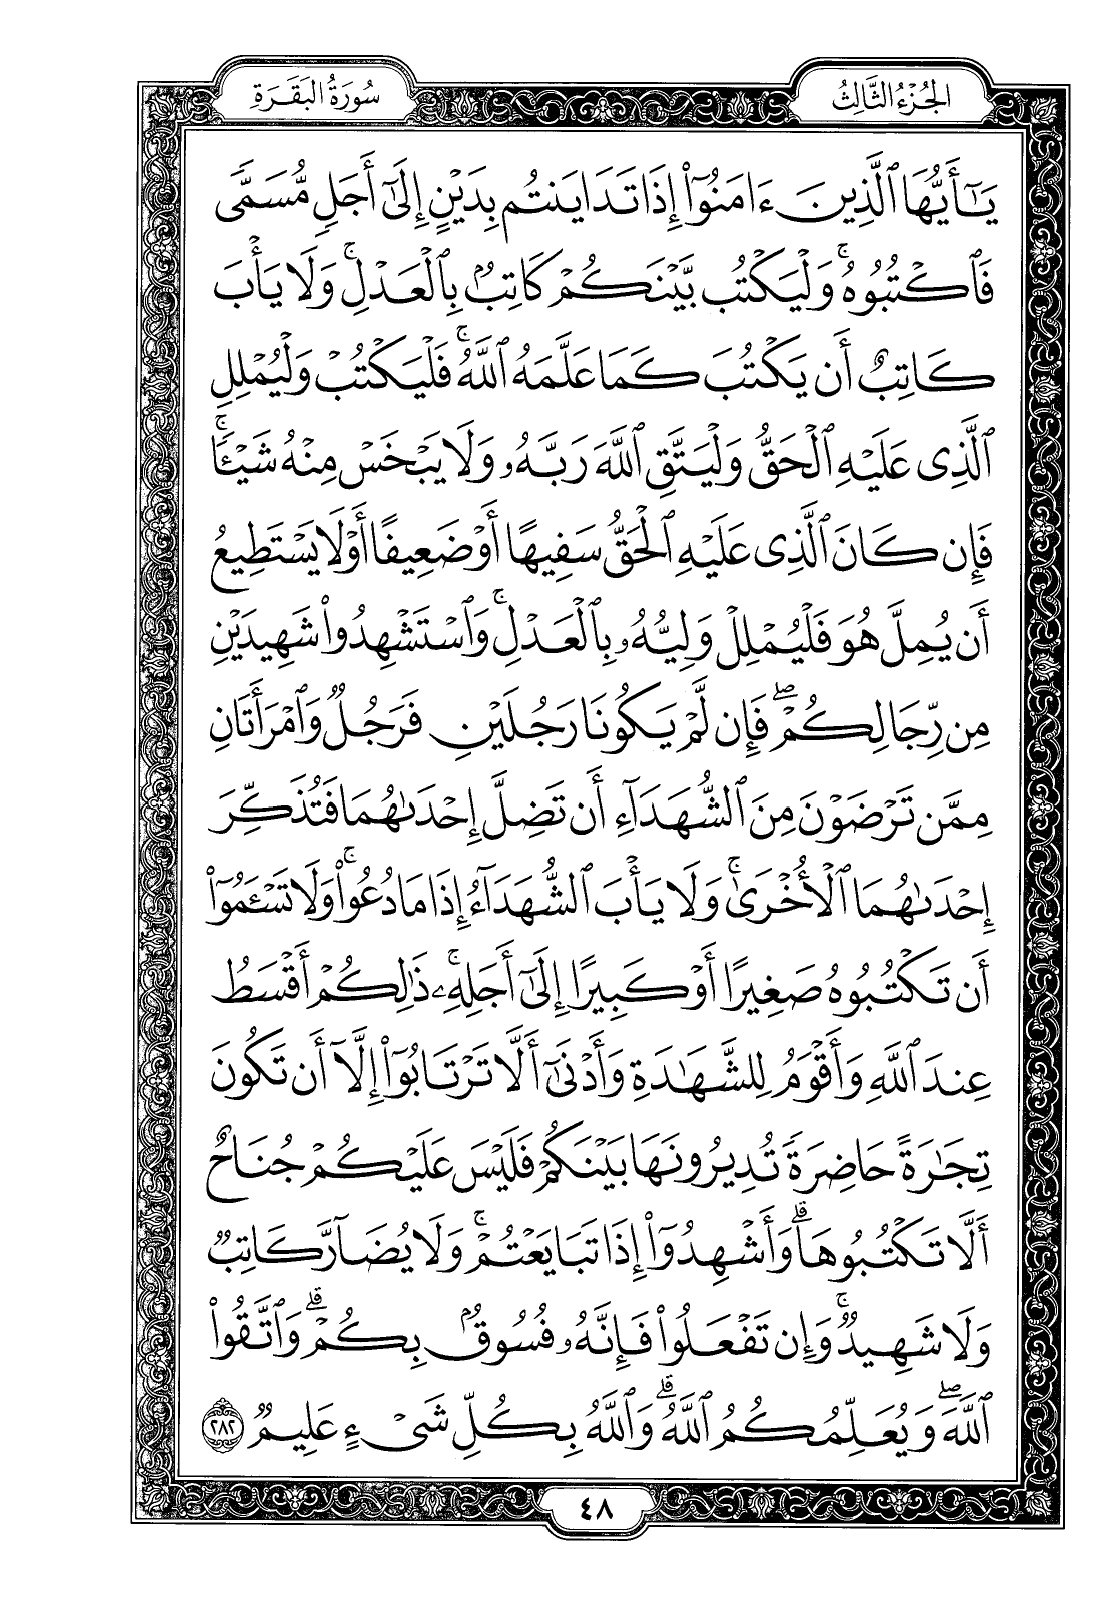 الجُزْءُ الثَّالِثُ
سُورَةُ البَقَرَةِ
يَٰٓأَيُّهَا ٱلَّذِينَ ءَامَنُوٓا۟ إِذَا تَدَايَنتُم بِدَيْنٍ إِلَىٰٓ أَجَلٍ مُّسَمًّى
فَٱكْتُبُوهُ ۚ وَلْيَكْتُب بَّيْنَكُمْ كَاتِبٌۢ بِٱلْعَدْلِ ۚ وَلَا يَأْبَ
كَاتِبٌ أَن يَكْتُبَ كَمَا عَلَّمَهُ ٱللَّهُ ۚ فَلْيَكْتُبْ وَلْيُمْلِلِ
ٱلَّذِى عَلَيْهِ ٱلْحَقُّ وَلْيَتَّقِ ٱللَّهَ رَبَّهُۥ وَلَا يَبْخَسْ مِنْهُ شَيْـًٔا ۚ
فَإِن كَانَ ٱلَّذِى عَلَيْهِ ٱلْحَقُّ سَفِيهًا أَوْ ضَعِيفًا أَوْ لَا يَسْتَطِيعُ
أَن يُمِلَّ هُوَ فَلْيُمْلِلْ وَلِيُّهُۥ بِٱلْعَدْلِ ۚ وَٱسْتَشْهِدُوا۟ شَهِيدَيْنِ
مِن رِّجَالِكُمْ ۖ فَإِن لَّمْ يَكُونَا رَجُلَيْنِ فَرَجُلٌ وَٱمْرَأَتَانِ
مِمَّن تَرْضَوْنَ مِنَ ٱلشُّهَدَآءِ أَن تَضِلَّ إِحْدَىٰهُمَا فَتُذَكِّرَ
إِحْدَىٰهُمَا ٱلْأُخْرَىٰ ۚ وَلَا يَأْبَ ٱلشُّهَدَآءُ إِذَا مَا دُعُوا۟ ۚ وَلَا تَسْـَٔمُوٓا۟
أَن تَكْتُبُوهُ صَغِيرًا أَوْ كَبِيرًا إِلَىٰٓ أَجَلِهِۦ ۚ ذَٰلِكُمْ أَقْسَطُ
عِندَ ٱللَّهِ وَأَقْوَمُ لِلشَّهَٰدَةِ وَأَدْنَىٰٓ أَلَّا تَرْتَابُوٓا۟ إِلَّآ أَن تَكُونَ
تِجَٰرَةً حَاضِرَةً تُدِيرُونَهَا بَيْنَكُمْ فَلَيْسَ عَلَيْكُمْ جُنَاحٌ
أَلَّا تَكْتُبُوهَا ۗ وَأَشْهِدُوٓا۟ إِذَا تَبَايَعْتُمْ ۚ وَلَا يُضَآرَّ كَاتِبٌ
وَلَا شَهِيدٌ ۚ وَإِن تَفْعَلُوا۟ فَإِنَّهُۥ فُسُوقٌۢ بِكُمْ ۗ وَٱتَّقُوا۟
ٱللَّهَ ۖ وَيُعَلِّمُكُمُ ٱللَّهُ ۗ وَٱللَّهُ بِكُلِّ شَىْءٍ عَلِيمٌ ٢٨٢
٤٨